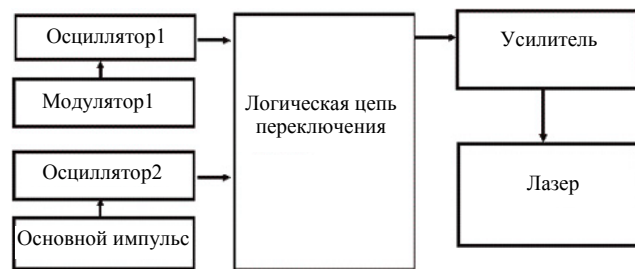 Осциллятор1
Модулятор1
Осциллятор2
Основной импульс
Логическая цепь
переключения
Усилитель
Лазер